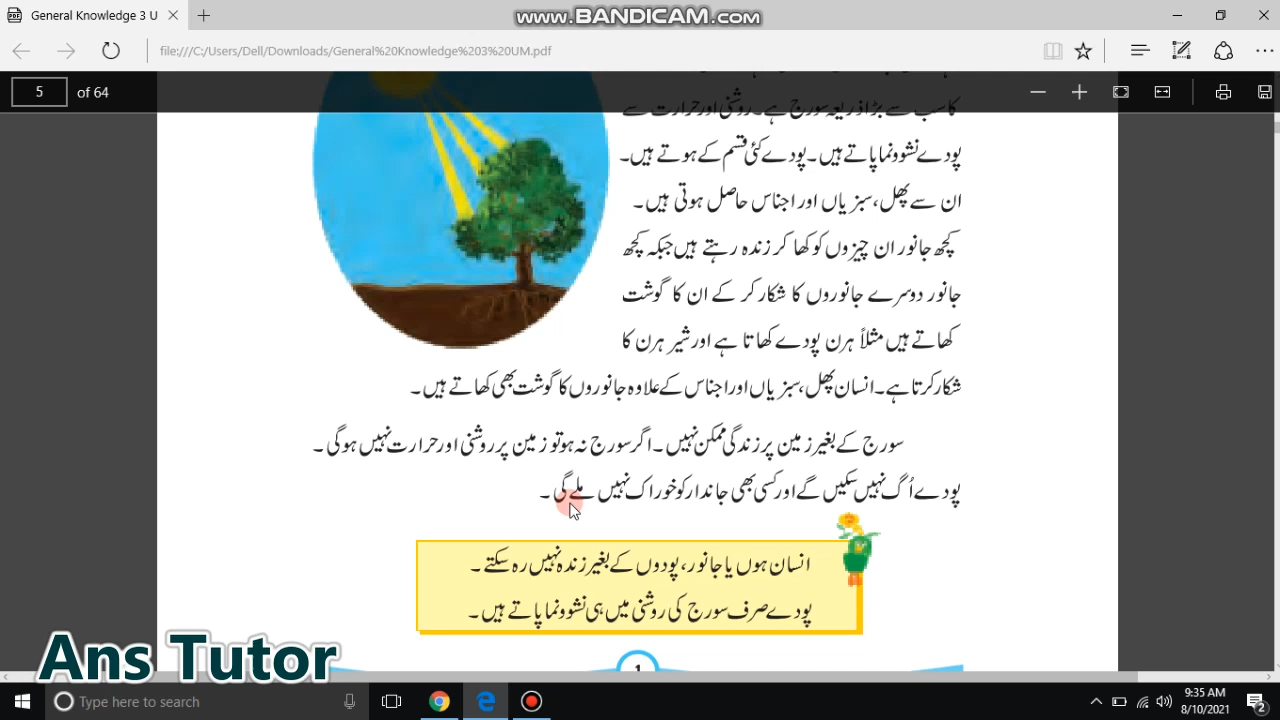 General Knowledge 3 U
www.BANDICAM.com
file:///C:/Users/Dell/Downloads/General%20Knowledge%203%20UM.pdf
5 of 64
کا سب سے بڑا ذریعہ سورج ہے۔ روشنی اور حرارت سے
پودے نشوونما پاتے ہیں۔ پودے کئی قسم کے ہوتے ہیں۔
ان سے پھل، سبزیاں اور اجناس حاصل ہوتی ہیں۔
کچھ جانور ان چیزوں کو کھا کر زندہ رہتے ہیں جبکہ کچھ
جانور دوسرے جانوروں کا شکار کر کے ان کا گوشت
کھاتے ہیں مثلاً ہرن پودے کھاتا ہے اور شیر ہرن کا
شکار کرتا ہے۔ انسان پھل، سبزیاں اور اجناس کے علاوہ جانوروں کا گوشت بھی کھاتے ہیں۔
سورج کے بغیر زمین پر زندگی ممکن نہیں۔ اگر سورج نہ ہو تو زمین پر روشنی اور حرارت نہیں ہوگی۔
پودے اُگ نہیں سکیں گے اور کسی بھی جاندار کو خوراک نہیں ملے گی۔
انسان ہوں یا جانور، پودوں کے بغیر زندہ نہیں رہ سکتے۔
پودے صرف سورج کی روشنی میں ہی نشوونما پاتے ہیں۔
1
Ans Tutor
Type here to search
9:35 AM
8/10/2021
2